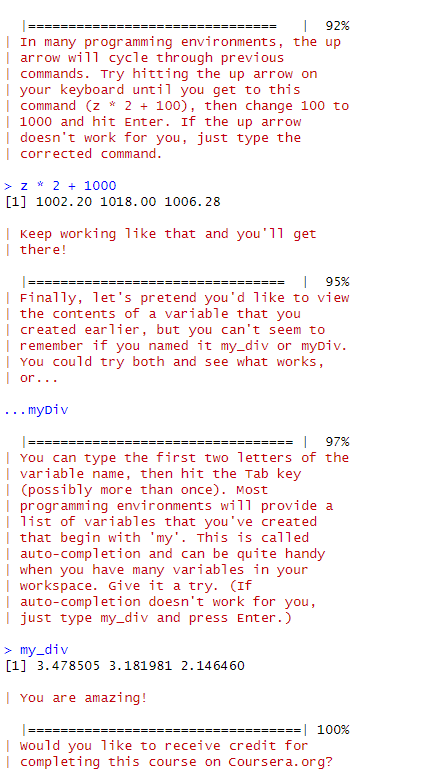 |=============================== | 92%
| In many programming environments, the up
| arrow will cycle through previous
| commands. Try hitting the up arrow on
| your keyboard until you get to this
| command (z * 2 + 100), then change 100 to
| 1000 and hit Enter. If the up arrow
| doesn't work for you, just type the
| corrected command.
> z * 2 + 1000
[1] 1002.20 1018.00 1006.28
| Keep working like that and you'll get
| there!
|================================ | 95%
| Finally, let's pretend you'd like to view
| the contents of a variable that you
| created earlier, but you can't seem to
| remember if you named it my_div or myDiv.
| You could try both and see what works,
| or...
...myDiv
|================================= | 97%
| You can type the first two letters of the
| variable name, then hit the Tab key
| (possibly more than once). Most
| programming environments will provide a
| list of variables that you've created
| that begin with 'my'. This is called
| auto-completion and can be quite handy
| when you have many variables in your
| workspace. Give it a try. (If
| auto-completion doesn't work for you,
| just type my_div and press Enter.)
> my_div
[1] 3.478505 3.181981 2.146460
| You are amazing!
|==================================| 100%
| Would you like to receive credit for
| completing this course on Coursera.org?